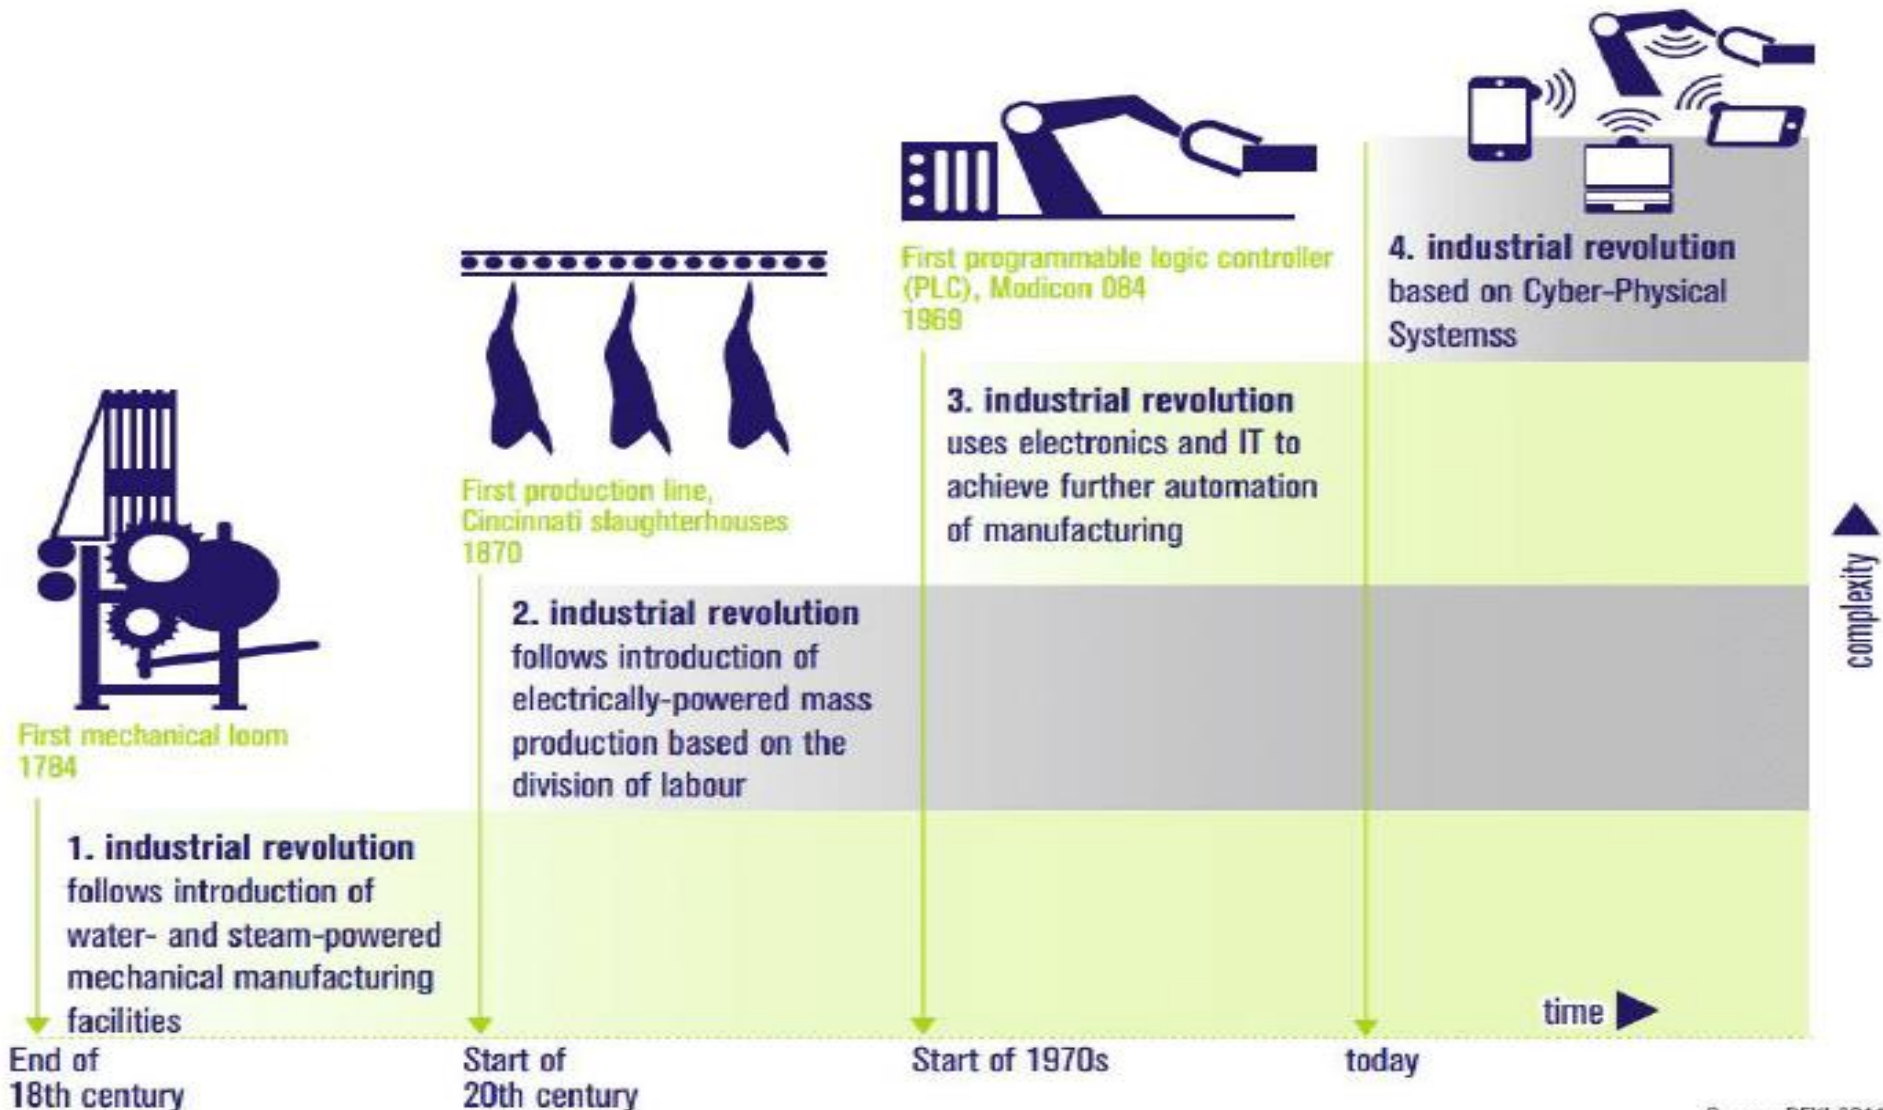 First mechanical loom
1784
1. industrial revolution
follows introduction of
water- and steam-powered
mechanical manufacturing
facilities
End of
18th century
First production line,
Cincinnati slaughterhouses
1870
2. industrial revolution
follows introduction of
electrically-powered mass
production based on the
division of labour
Start of
20th century
First programmable logic controller
(PLC), Modicon 084
1969
3. industrial revolution
uses electronics and IT to
achieve further automation
of manufacturing
Start of 1970s
4. industrial revolution
based on Cyber-Physical
Systemss
today
time
complexity